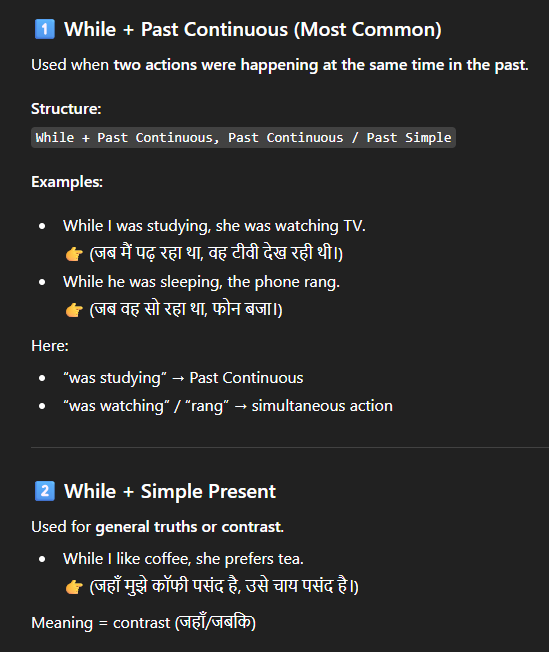 1️⃣ While + Past Continuous (Most Common)
Used when two actions were happening at the same time in the past.
Structure:
While + Past Continuous, Past Continuous / Past Simple
Examples:
• While I was studying, she was watching TV.
👉 (जब मैं पढ़ रहा था, वह टीवी देख रही थी।)
• While he was sleeping, the phone rang.
👉 (जब वह सो रहा था, फोन बजा।)
Here:
• “was studying” → Past Continuous
• “was watching” / “rang” → simultaneous action
2️⃣ While + Simple Present
Used for general truths or contrast.
• While I like coffee, she prefers tea.
👉 (जहाँ मुझे कॉफी पसंद है, उसे चाय पसंद है।)
Meaning = contrast (जहाँ/जबकि)